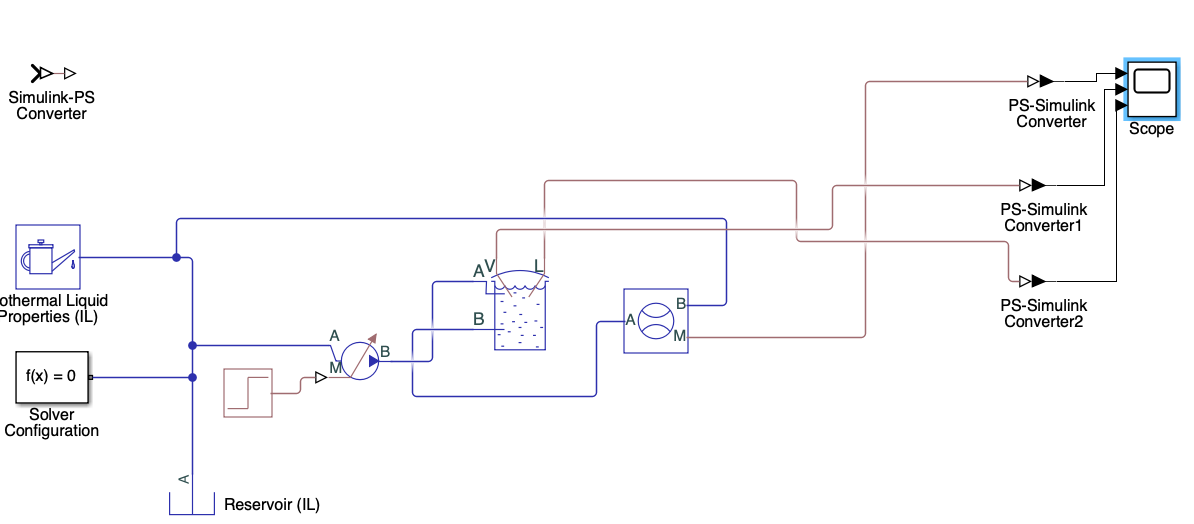 Simulink-PS
Converter
PS-Simulink
Converter
Scope
PS-Simulink
Converter1
PS-Simulink
Converter2
A
V
L
B
othermal Liquid
Properties (IL)
A
B
M
A
B
M
f(x) = 0
Solver
Configuration
A
Reservoir (IL)